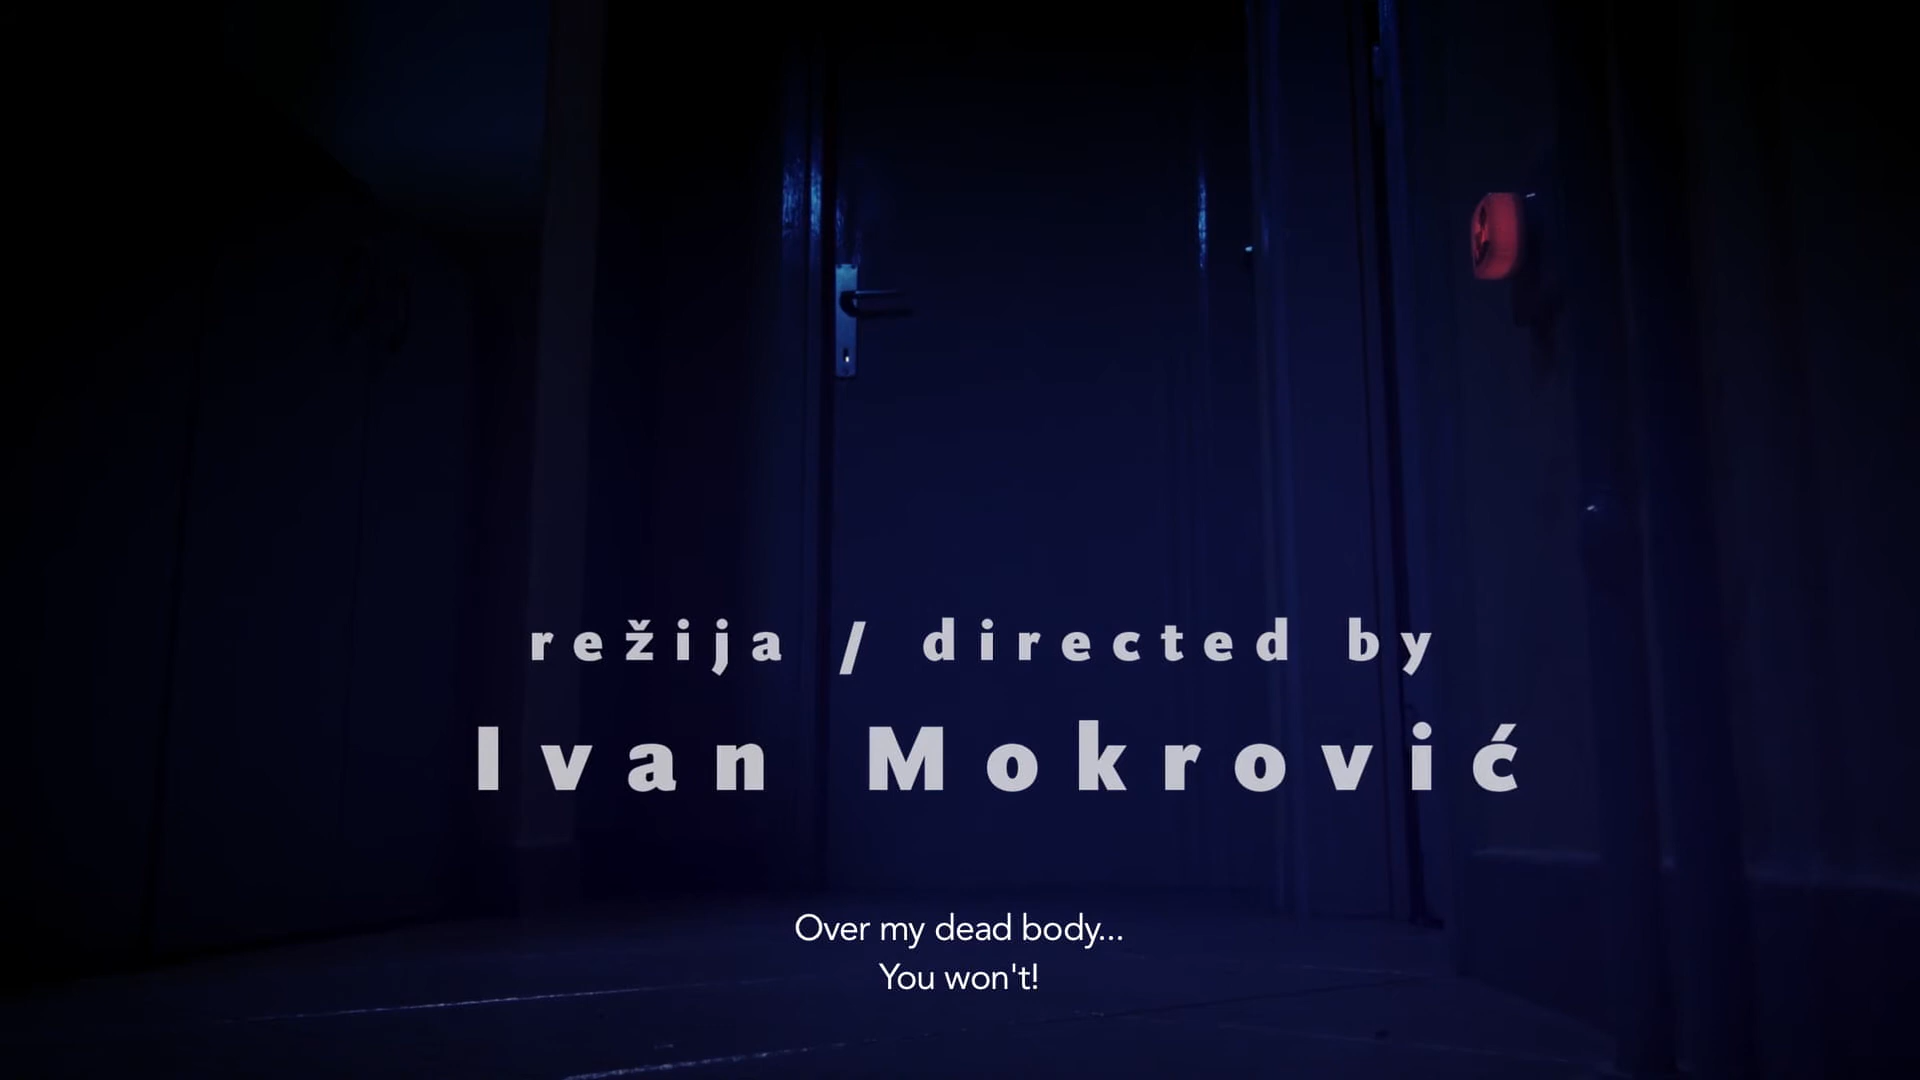 režija / directed by
Ivan Mokrović
Over my dead body...
You won't!